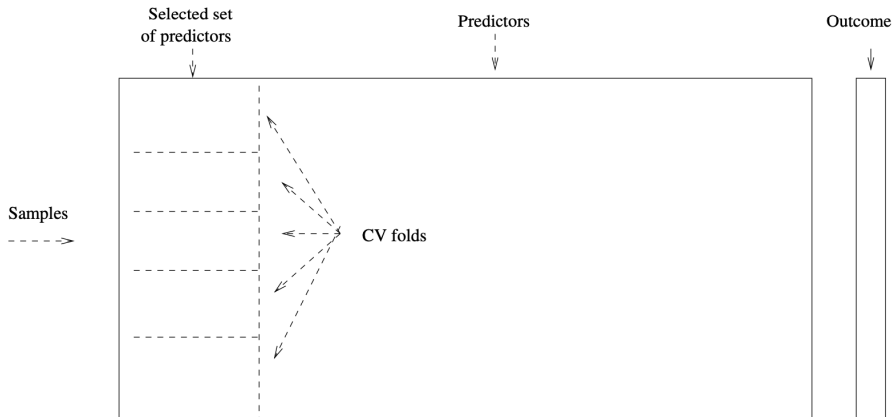 Selected set
of predictors
Predictors
Outcome
Samples
CV folds